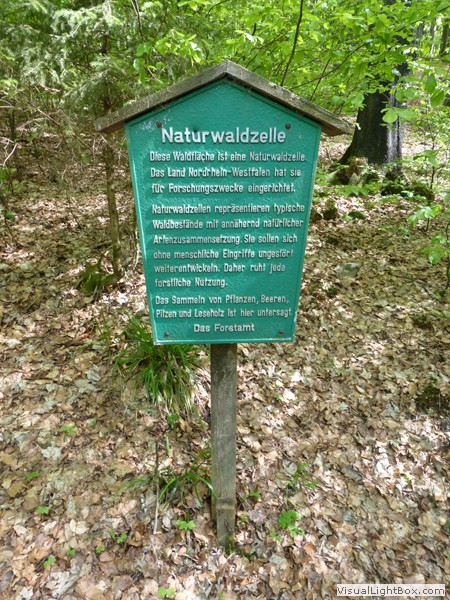 Naturwaldzelle
Diese Waldfläche ist eine Naturwaldzelle.
Das Land Nordrhein-Westfalen hat sie
für Forschungszwecke eingerichtet.
Naturwaldzellen repräsentieren typische
Waldbestände mit annähernd natürlicher
Artenzusammensetzung. Sie sollen sich
ohne menschliche Eingriffe ungestört
weiterentwickeln. Daher ruht jede
forstliche Nutzung.
Das Sammeln von Pflanzen, Beeren,
Pilzen und Leseholz ist hier untersagt.
Das Forstamt
VisualLightBox.com